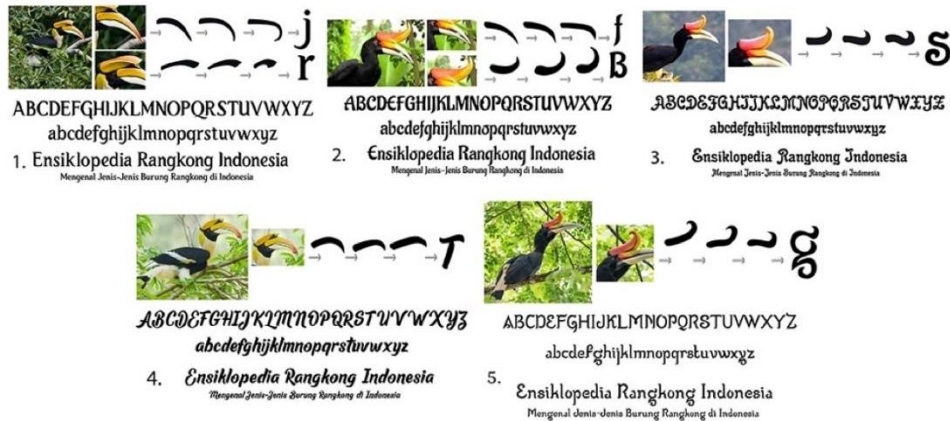 j
r
ABCDEFGHIJKLMNOPQRSTUVWXYZ
abcdefghijklmnopqrstuvwxyz
1. Ensiklopedia Rangkong Indonesia
Mengenal Jenis-Jenis Burung Rangkong di Indonesia
f
B
ABCDEFGHIJKLMNOPQRSTUVWXYZ
abcdefghijklmnopqrstuvwxyz
2. Ensiklopedia Rangkong Indonesia
Mengenal Jenis-Jenis Burung Rangkong di Indonesia
s
ABCDEFGHIJKLMNOPQRSTUVWXYZ
abcdefghijklmnopqrstuvwxyz
3. Ensiklopedia Rangkong Indonesia
Mengenal Jenis-Jenis Burung Rangkong di Indonesia
T
ABCDEFGHIJKLMNOPQRSTUVWXYZ
abcdefghijklmnopqrstuvwxyz
4. Ensiklopedia Rangkong Indonesia
Mengenal Jenis-Jenis Burung Rangkong di Indonesia
g
ABCDEFGHIJKLMNOPQRSTUVWXYZ
abcdefghijklmnopqrstuvwxyz
5. Ensiklopedia Rangkong Indonesia
Mengenal Jenis-Jenis Burung Rangkong di Indonesia